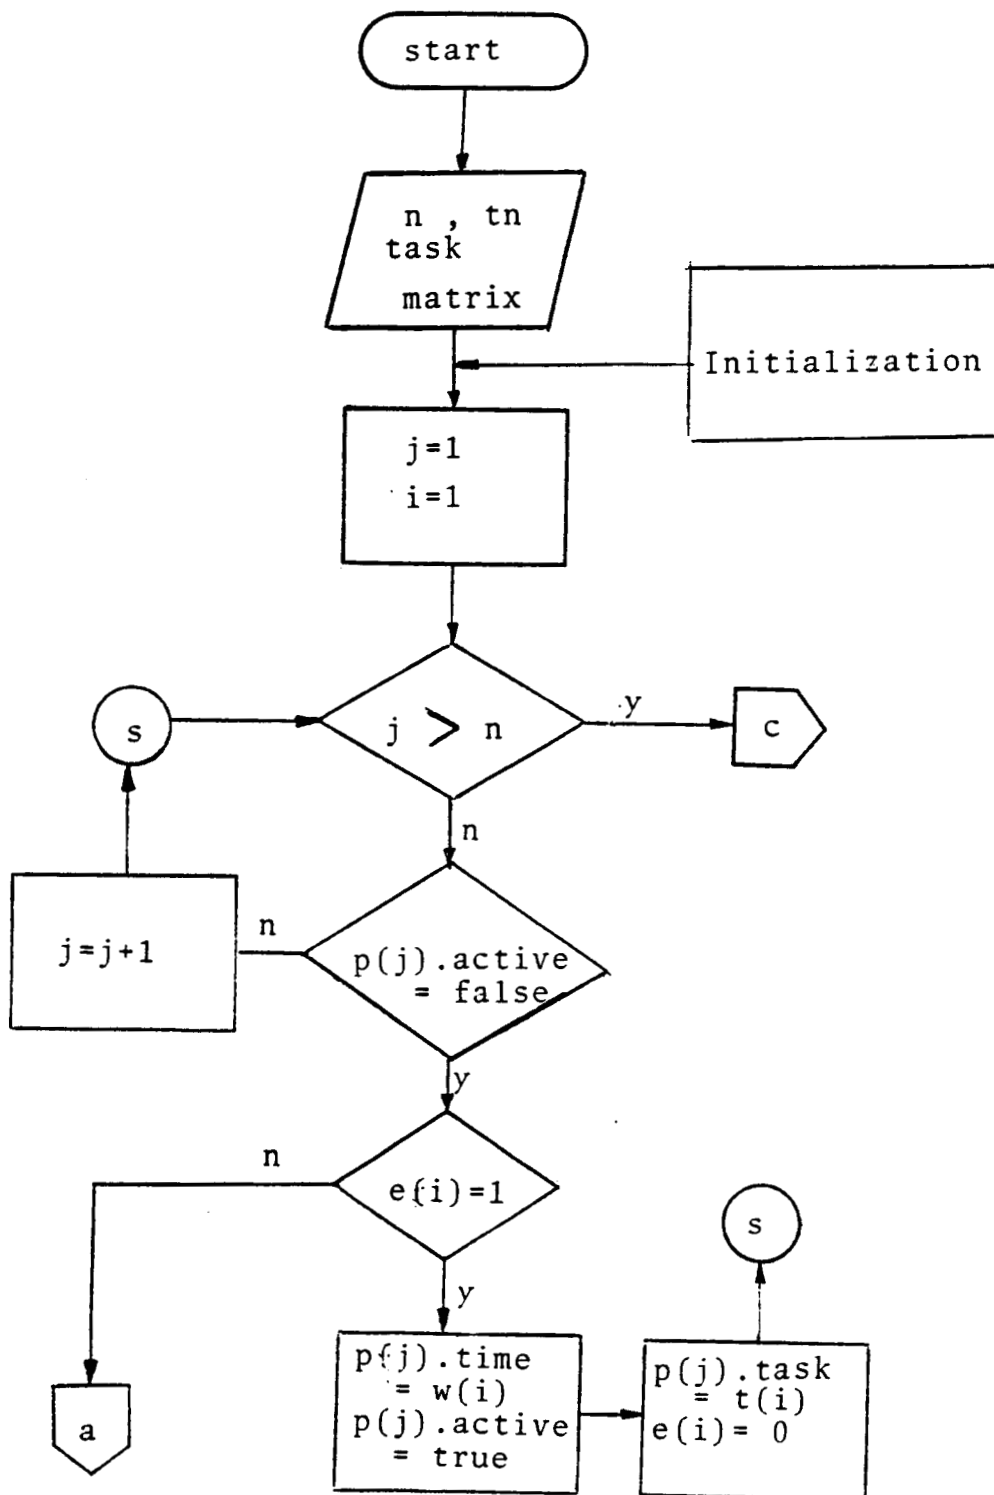 start
n , tn
task
matrix
Initialization
j=1
i=1
s
j > n
y
c
n
j=j+1
n
p(j).active
= false
y
n
e(i)=1
s
y
p(j).time
= w(i)
p(j).active
= true
p(j).task
= t(i)
e(i)= 0
a